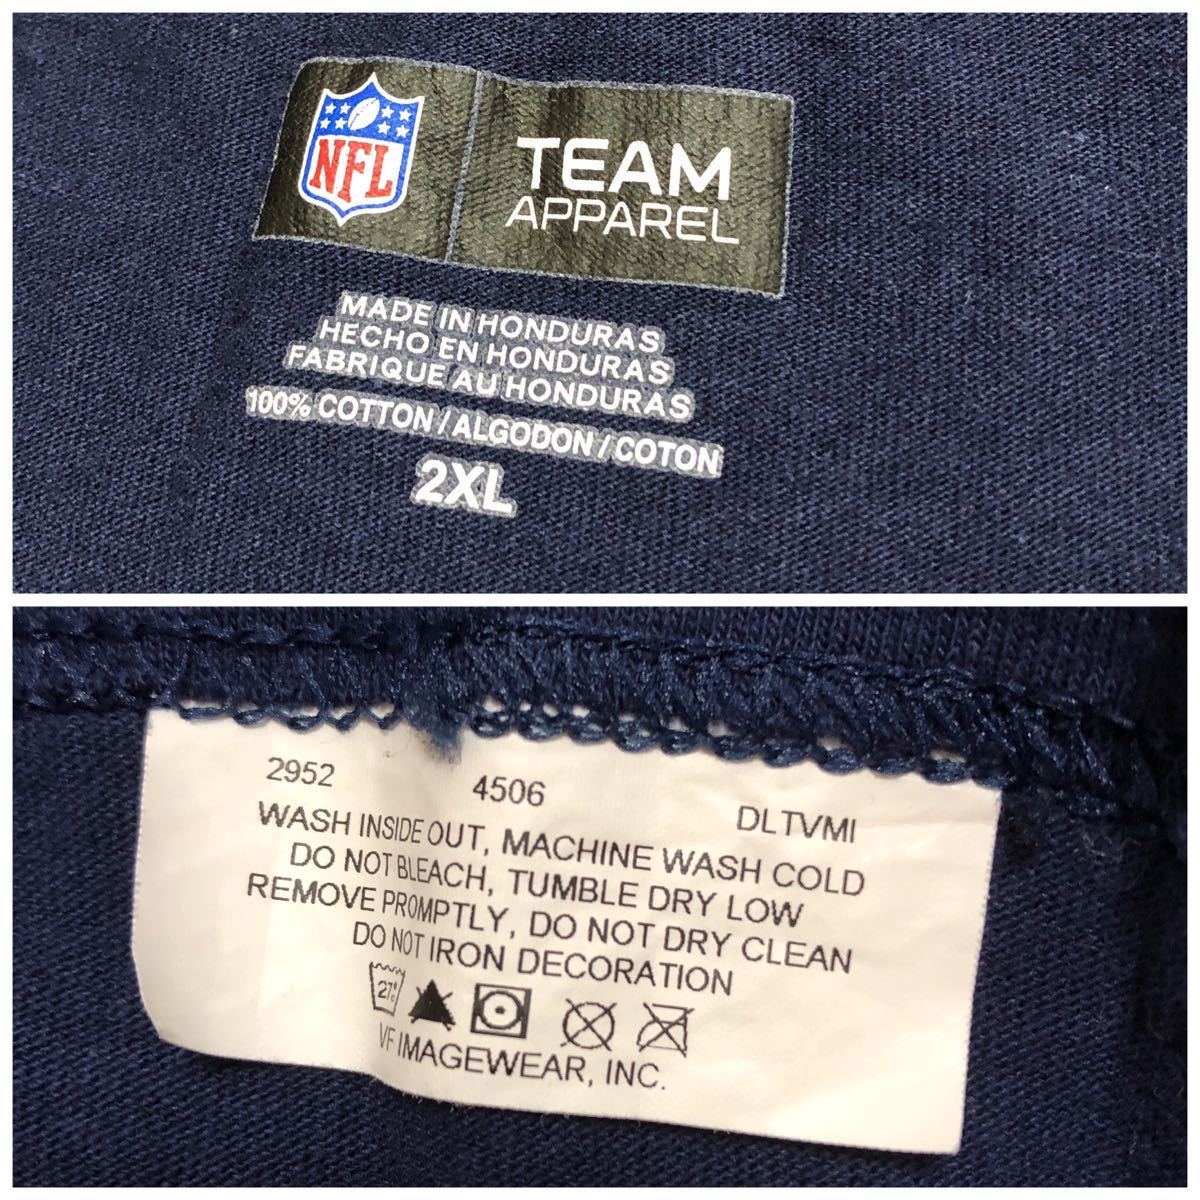 NFL
TEAM
APPAREL
MADE IN HONDURAS
HECHO EN HONDURAS
FABRIQUE AU HONDURAS
100% COTTON / ALGODON / COTON
2XL
2952 4506 DLTVMI
WASH INSIDE OUT, MACHINE WASH COLD
DO NOT BLEACH, TUMBLE DRY LOW
REMOVE PROMPTLY, DO NOT DRY CLEAN
DO NOT IRON DECORATION
27°C
VF IMAGEWEAR, INC.